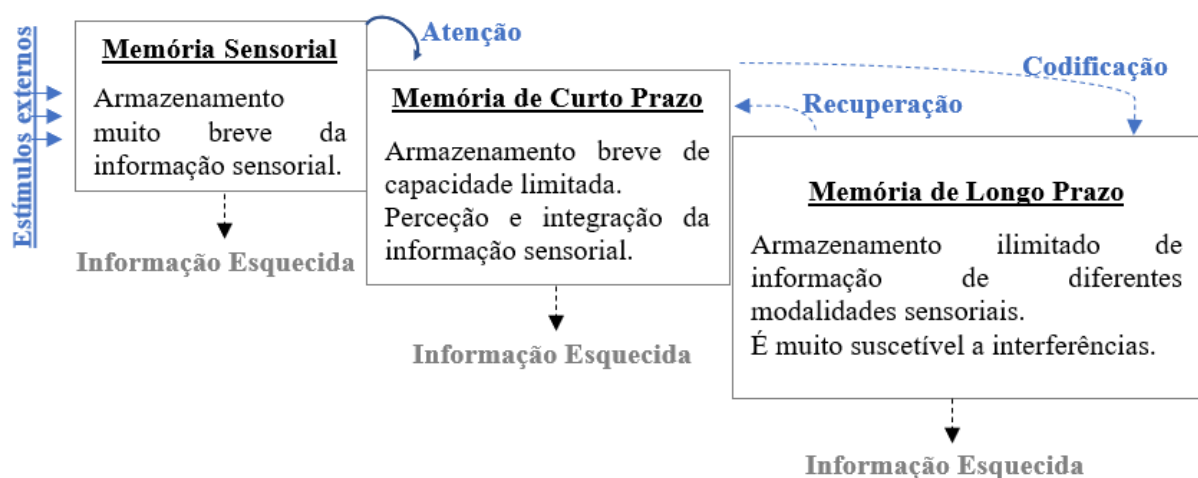 Estímulos externos
Memória Sensorial
Armazenamento
muito breve da
informação sensorial.
Informação Esquecida
Atenção
Memória de Curto Prazo
Armazenamento breve de
capacidade limitada.
Perceção e integração da
informação sensorial.
Informação Esquecida
Codificação
Recuperação
Memória de Longo Prazo
Armazenamento ilimitado de
informação de diferentes
modalidades sensoriais.
É muito suscetível a interferências.
Informação Esquecida